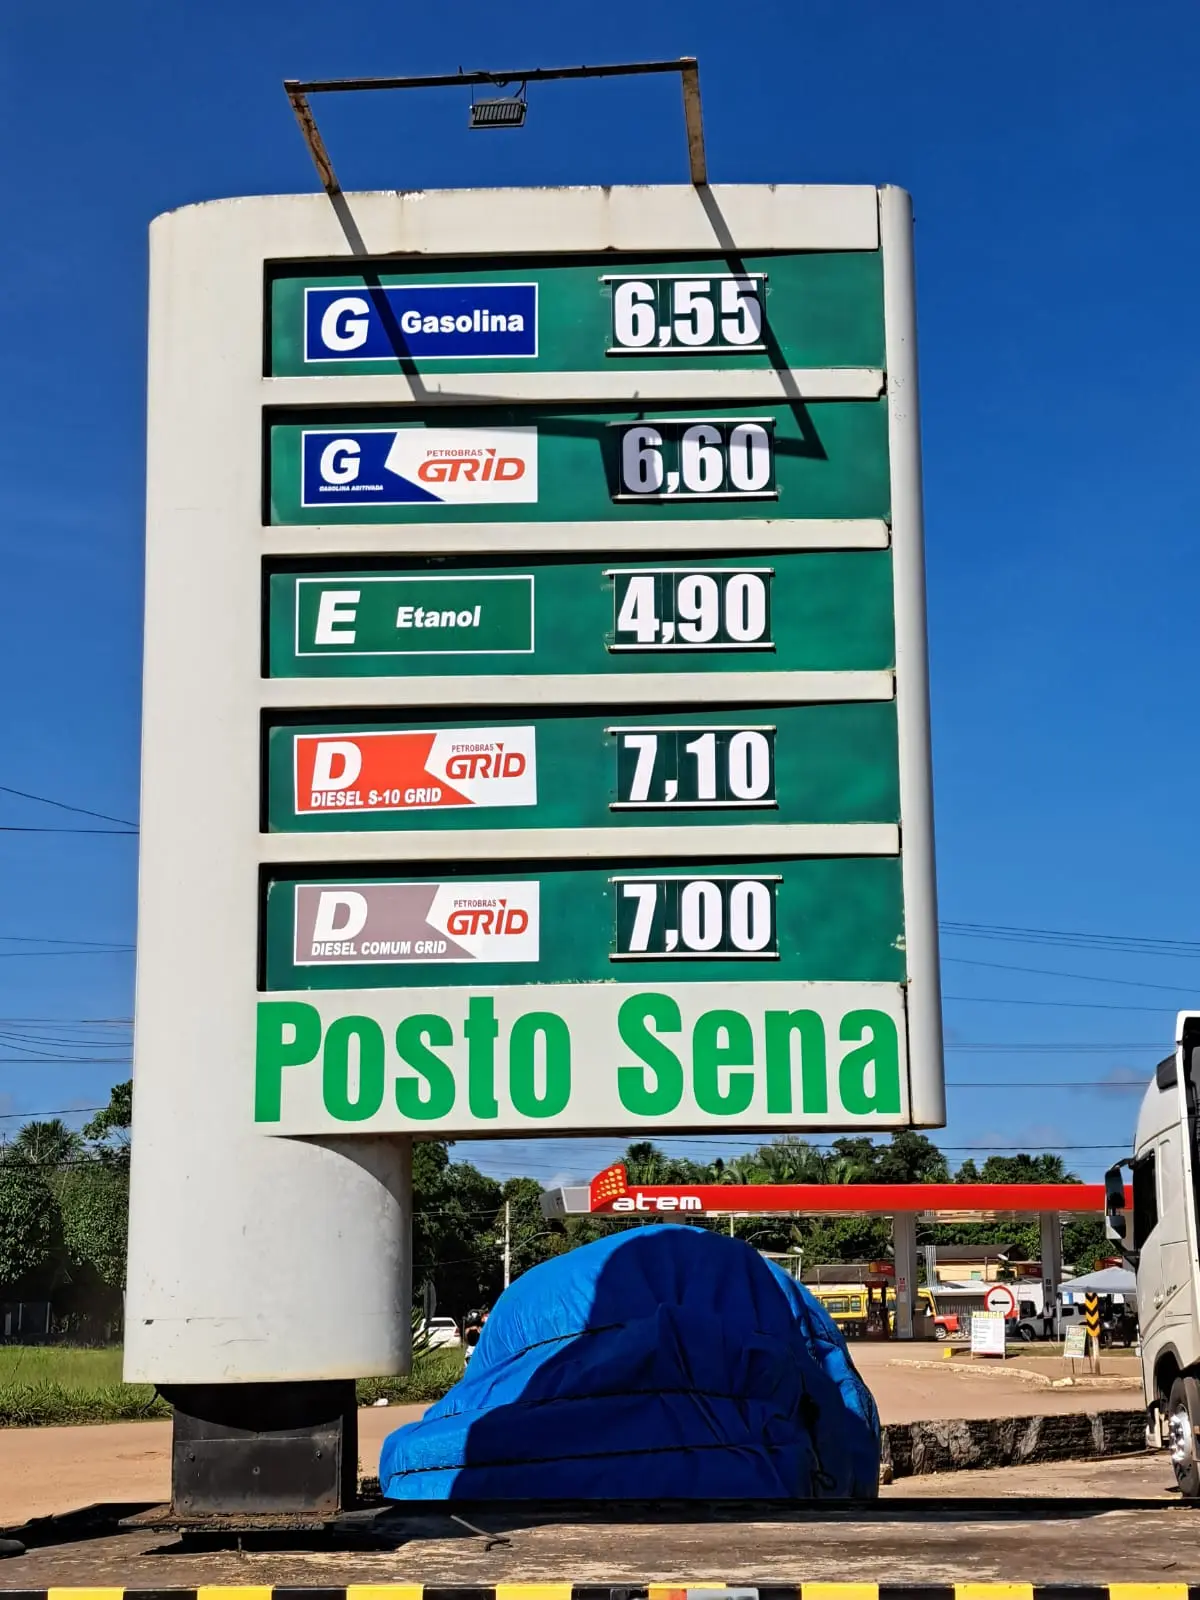 G Gasolina 6,55
G PETROBRAS GRID 6,60
GASOLINA ADITIVADA
E Etanol 4,90
D PETROBRAS GRID 7,10
DIESEL S-10 GRID
D PETROBRAS GRID 7,00
DIESEL COMUM GRID
Posto Sena
atem